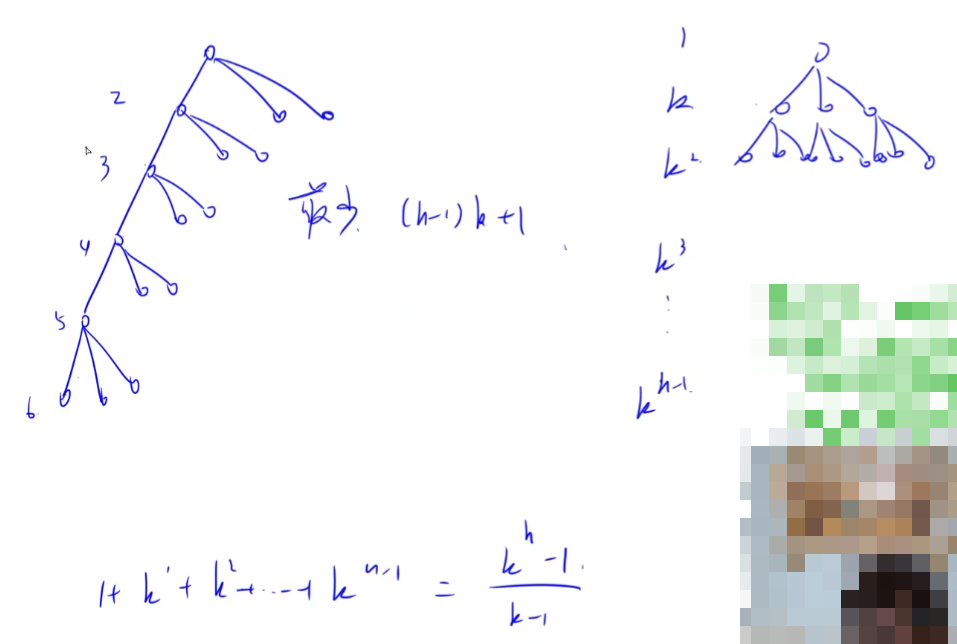 1
2
k
3
k²
最少 (h-1)k+1
4
k³
⋮
5
k^{h-1}
6
1+k¹+k²+⋯+k^{h-1} = \frac{k^h-1}{k-1}